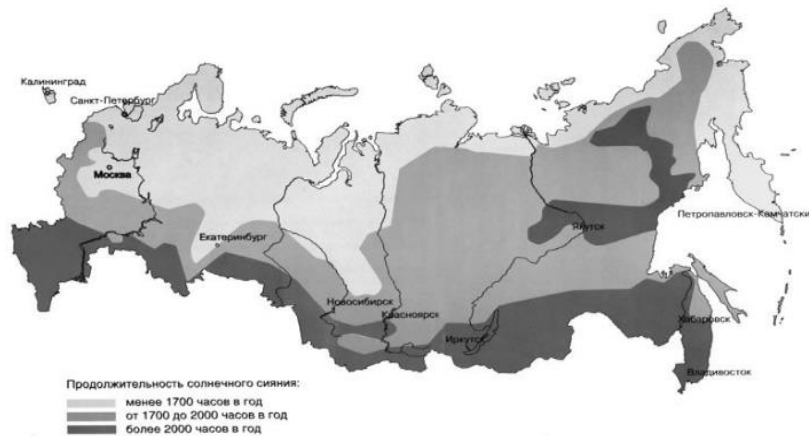 Калининград
Санкт-Петербург
Москва
Екатеринбург
Новосибирск
Красноярск
Иркутск
Якутск
Петропавловск-Камчатски
Хабаровск
Владивосток
Продолжительность солнечного сияния:
менее 1700 часов в год
от 1700 до 2000 часов в год
более 2000 часов в год